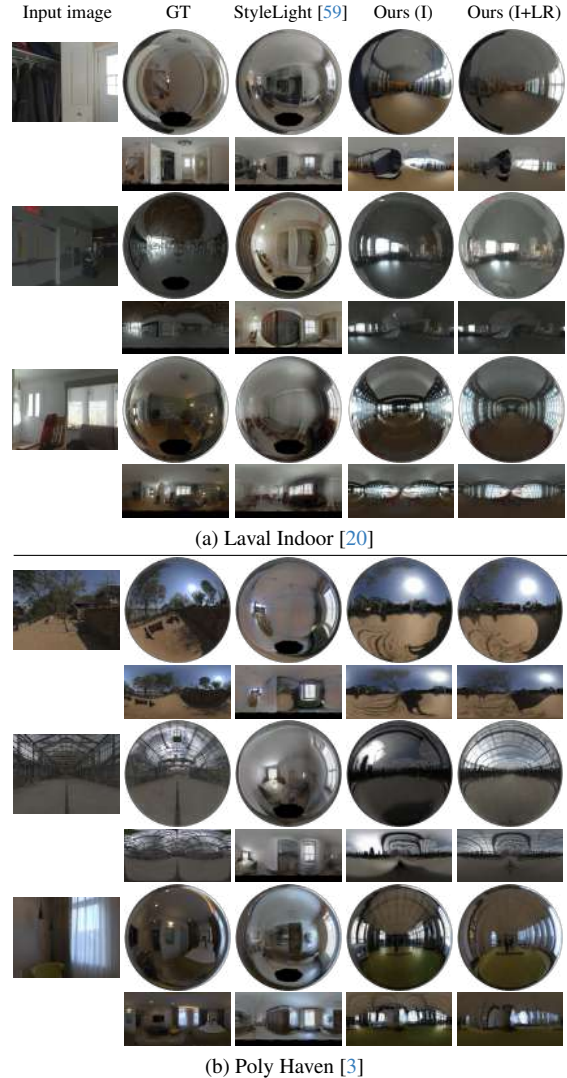 Input image GT StyleLight [59] Ours (I) Ours (I+LR)
(a) Laval Indoor [20]
(b) Poly Haven [3]